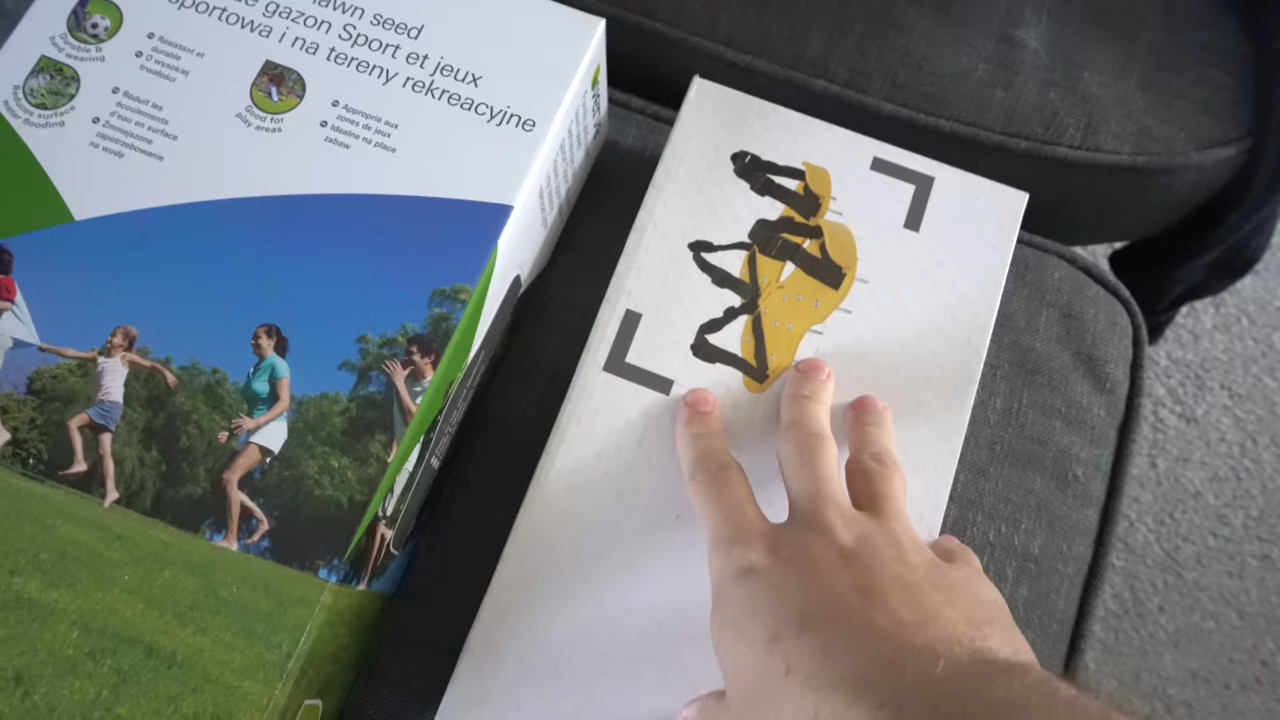 lawn seed
de gazon Sport et jeux
sportowa i na tereny rekreacyjne
Durable &
hard wearing
Résistant et
durable
O wysokiej
trwałości
Reduces surface
water flooding
Réduit les
écoulements
d'eau en surface
Zmniejszone
zapotrzebowanie
na wodę
Good for
play areas
Approprié aux
zones de jeux
Idealne na place
zabaw